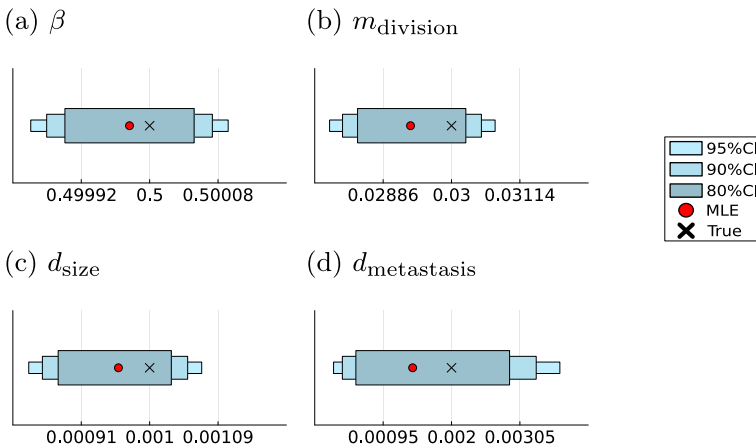 (a) β
(b) m_division
0.49992 0.5 0.50008
0.02886 0.03 0.03114
95%CI
90%CI
80%CI
MLE
True
(c) d_size
(d) d_metastasis
0.00091 0.001 0.00109
0.00095 0.002 0.00305